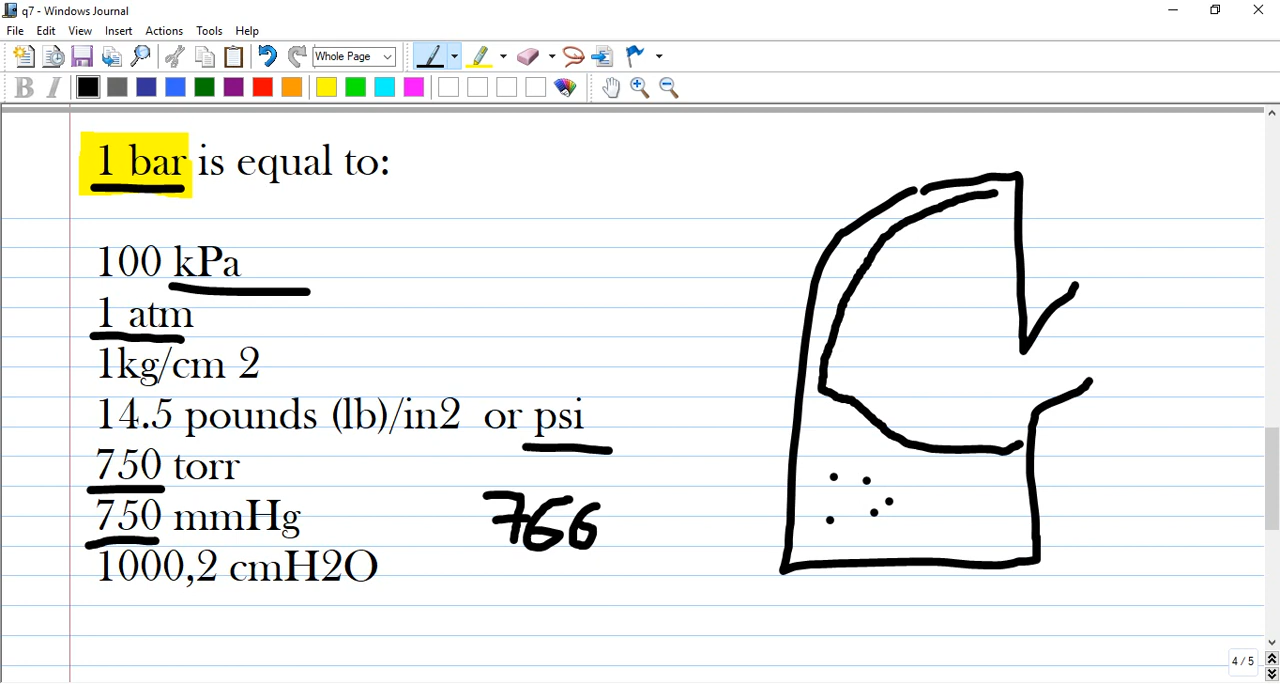 q7 - Windows Journal
File Edit View Insert Actions Tools Help
Whole Page
B I
1 bar is equal to:
100 kPa
1 atm
1kg/cm 2
14.5 pounds (lb)/in2 or psi
750 torr
750 mmHg
766
1000,2 cmH2O
4 / 5